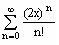 ∞
∑ (2x)ⁿ / n!
n=0